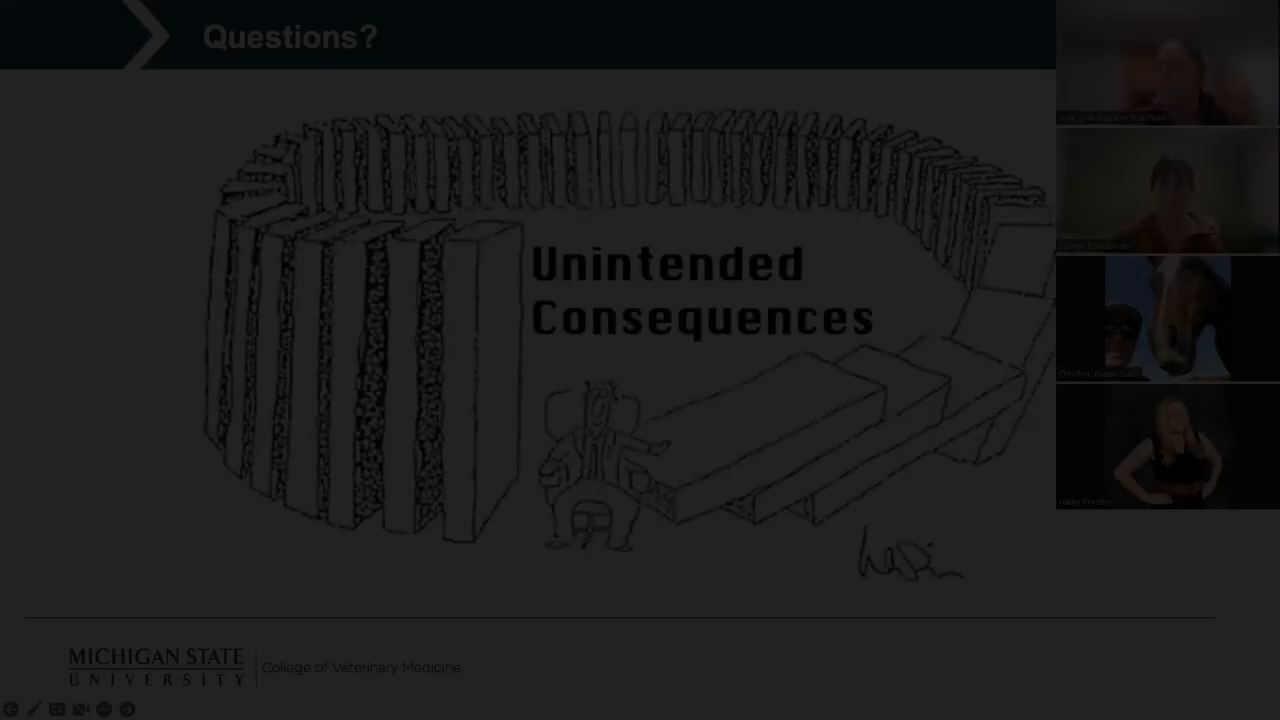 Questions?
Unintended
Consequences
MICHIGAN STATE
UNIVERSITY
College of Veterinary Medicine